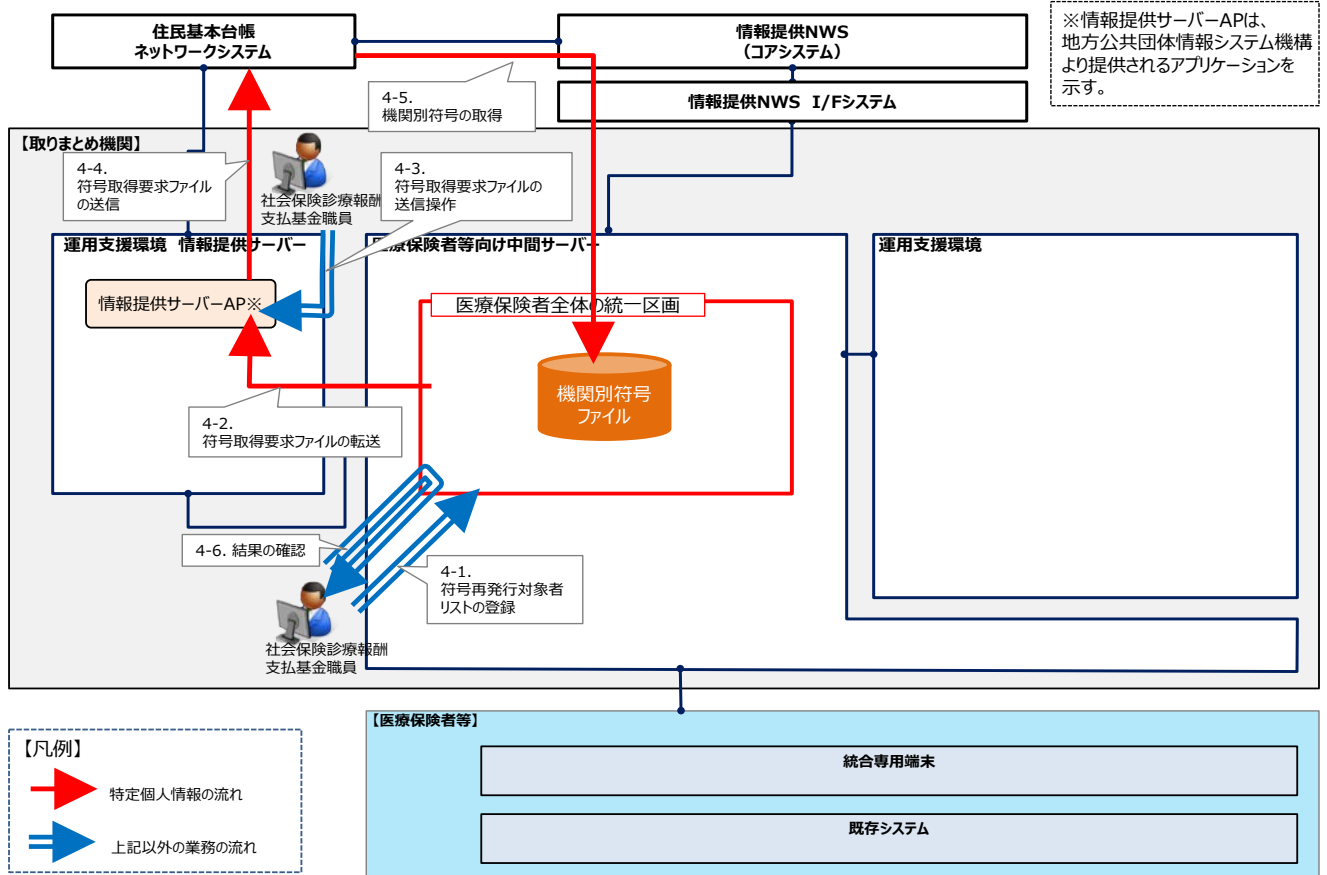 住民基本台帳
ネットワークシステム
情報提供NWS
（コアシステム）
※情報提供サーバーAPは、
地方公共団体情報システム機構
より提供されるアプリケーションを
示す。
情報提供NWS I/Fシステム
4-5.
機関別符号の取得
【取りまとめ機関】
4-4.
符号取得要求ファイル
の送信
社会保険診療報酬
支払基金職員
4-3.
符号取得要求ファイルの
送信操作
運用支援環境 情報提供サーバー
医療保険者等向け中間サーバー
運用支援環境
情報提供サーバーAP※
医療保険者全体の統一区画
機関別符号
ファイル
4-2.
符号取得要求ファイルの転送
4-6. 結果の確認
4-1.
符号再発行対象者
リストの登録
社会保険診療報酬
支払基金職員
【医療保険者等】
統合専用端末
既存システム
【凡例】
特定個人情報の流れ
上記以外の業務の流れ